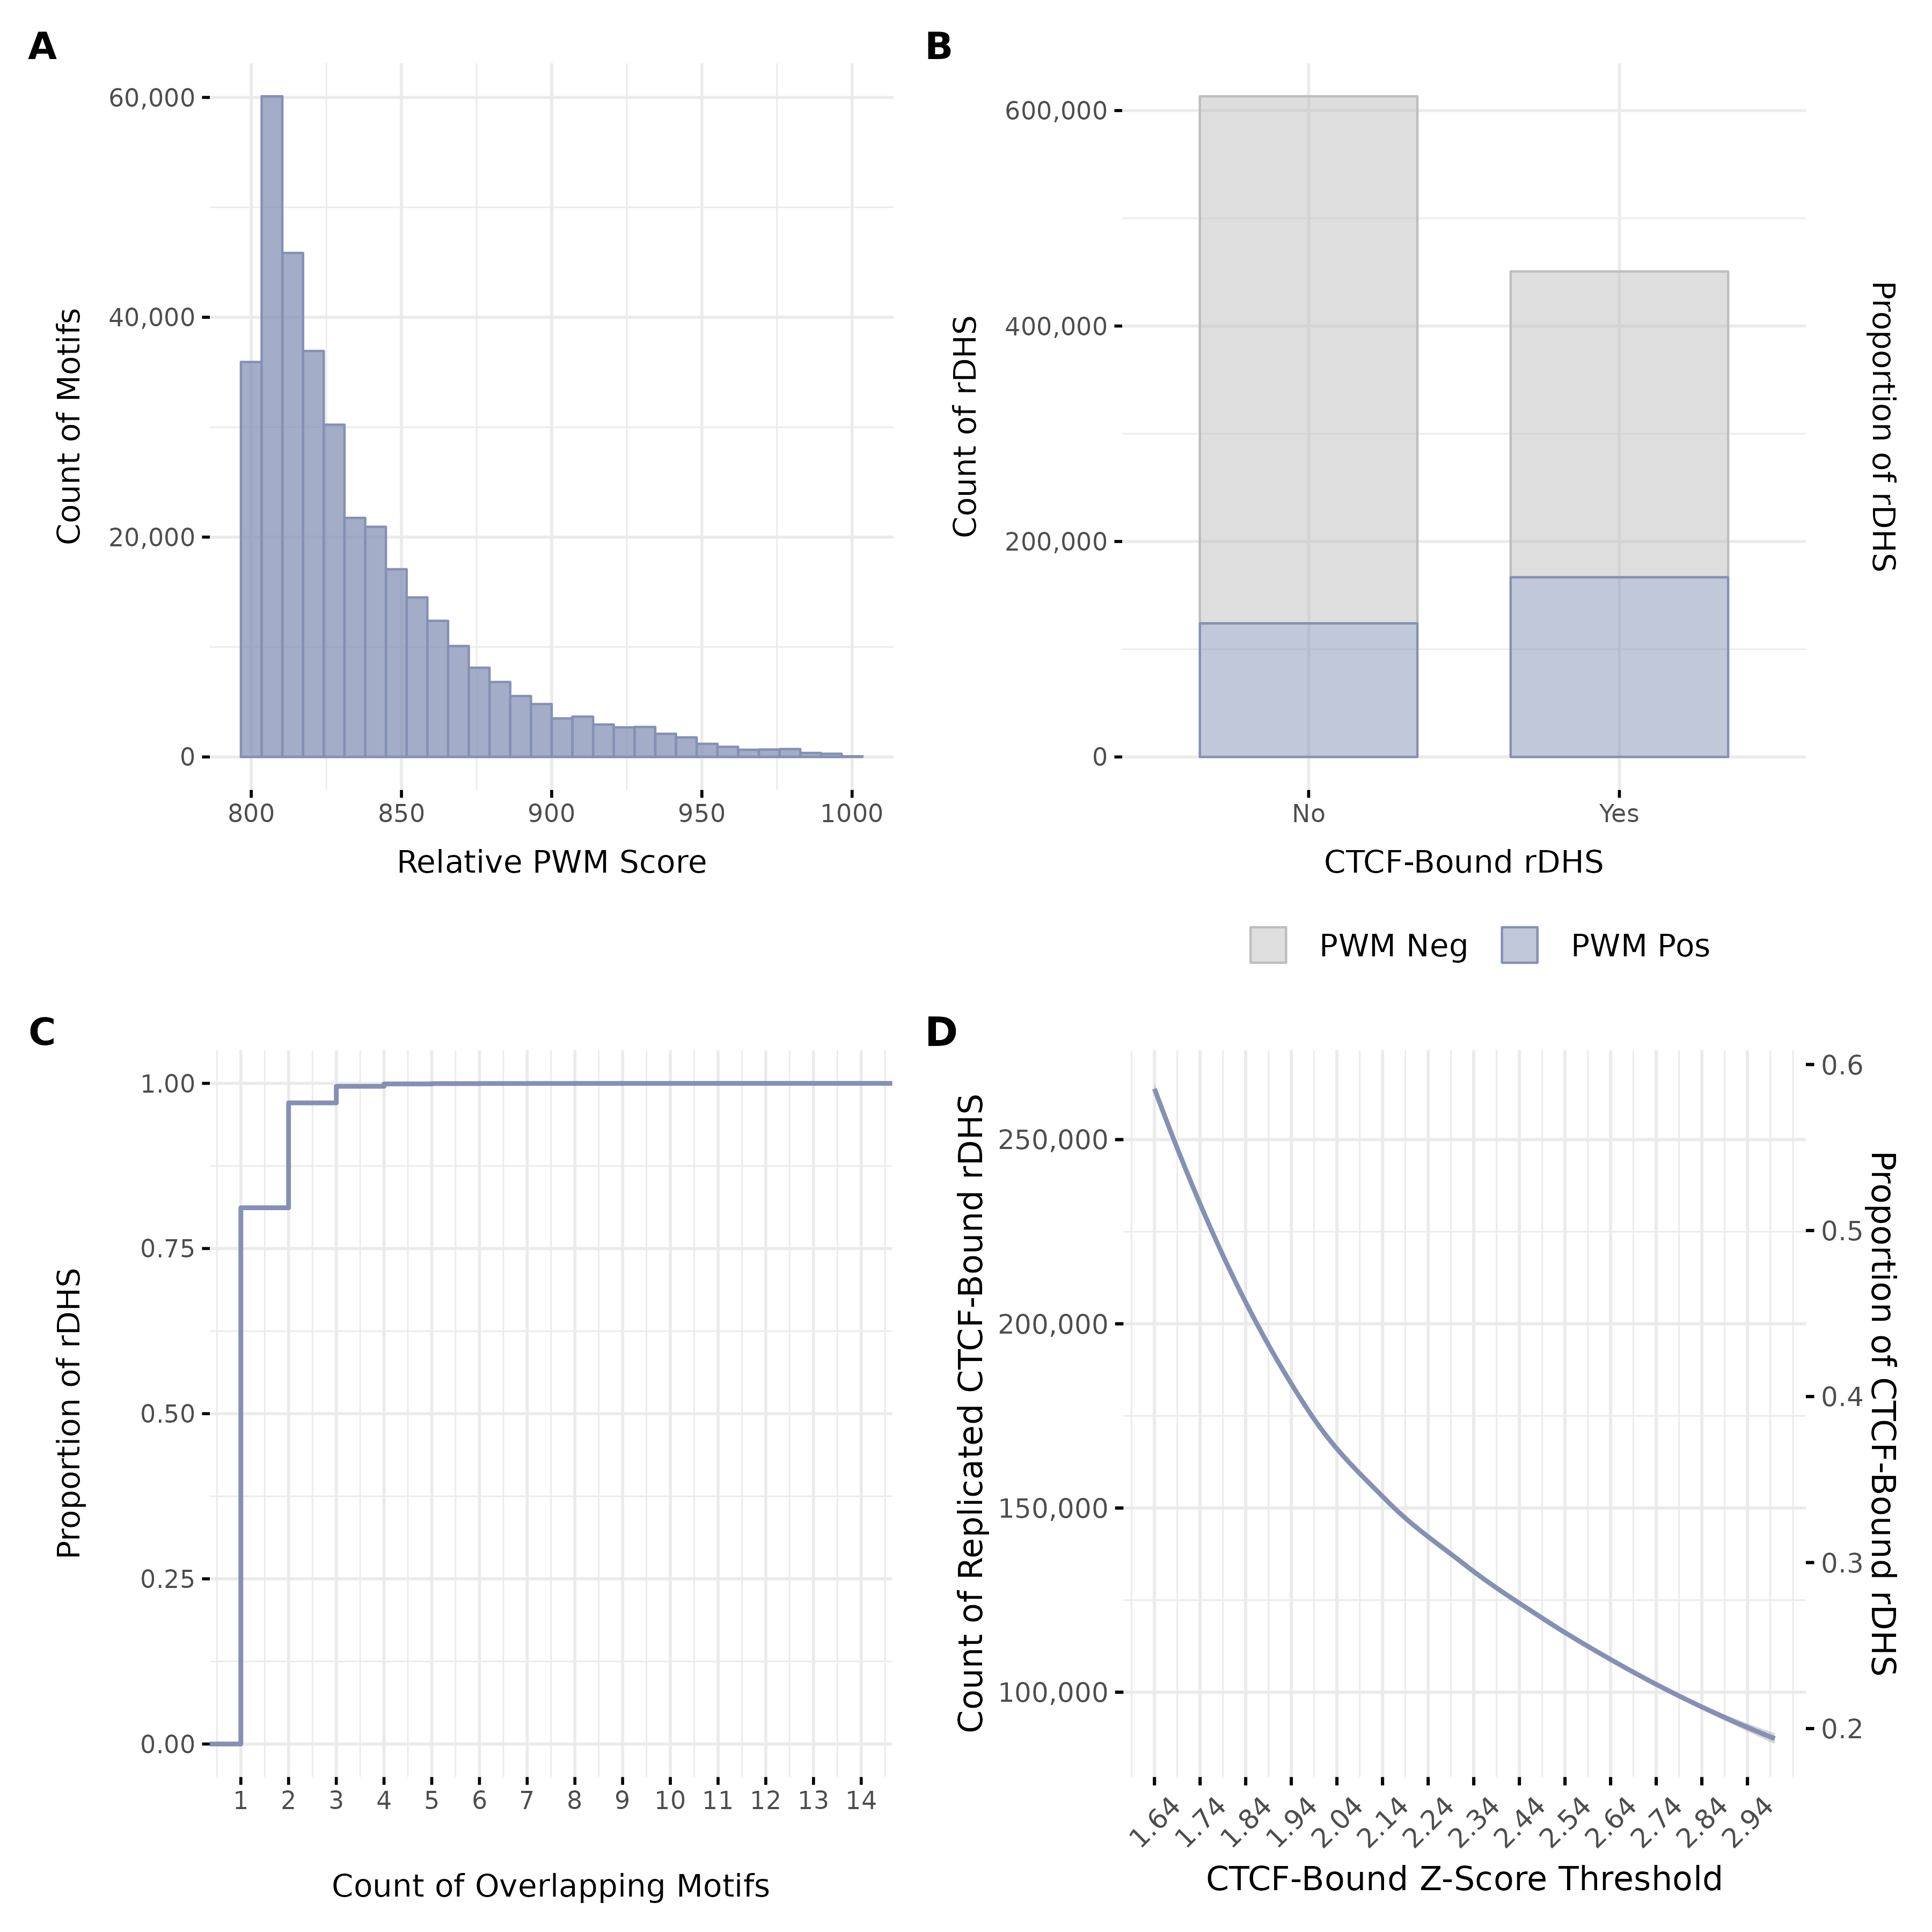 A
Count of Motifs
60,000
40,000
20,000
0
800 850 900 950 1000
Relative PWM Score
B
Count of rDHS
600,000
400,000
200,000
0
No Yes
CTCF-Bound rDHS
Proportion of rDHS
PWM Neg PWM Pos
C
Proportion of rDHS
1.00
0.75
0.50
0.25
0.00
1 2 3 4 5 6 7 8 9 10 11 12 13 14
Count of Overlapping Motifs
D
Count of Replicated CTCF-Bound rDHS
250,000
200,000
150,000
100,000
1.64 1.74 1.84 1.94 2.04 2.14 2.24 2.34 2.44 2.54 2.64 2.74 2.84 2.94
CTCF-Bound Z-Score Threshold
0.6
0.5
0.4
0.3
0.2
Proportion of CTCF-Bound rDHS